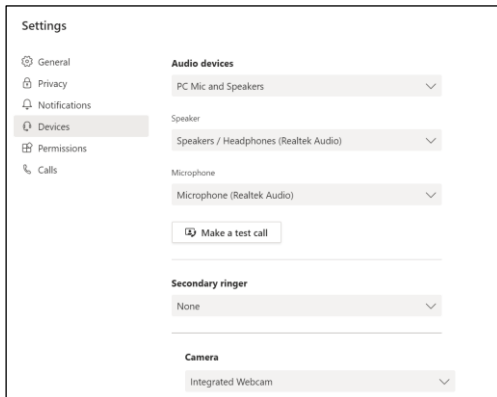 Settings
General
Privacy
Notifications
Devices
Permissions
Calls
Audio devices
PC Mic and Speakers
Speaker
Speakers / Headphones (Realtek Audio)
Microphone
Microphone (Realtek Audio)
Make a test call
Secondary ringer
None
Camera
Integrated Webcam